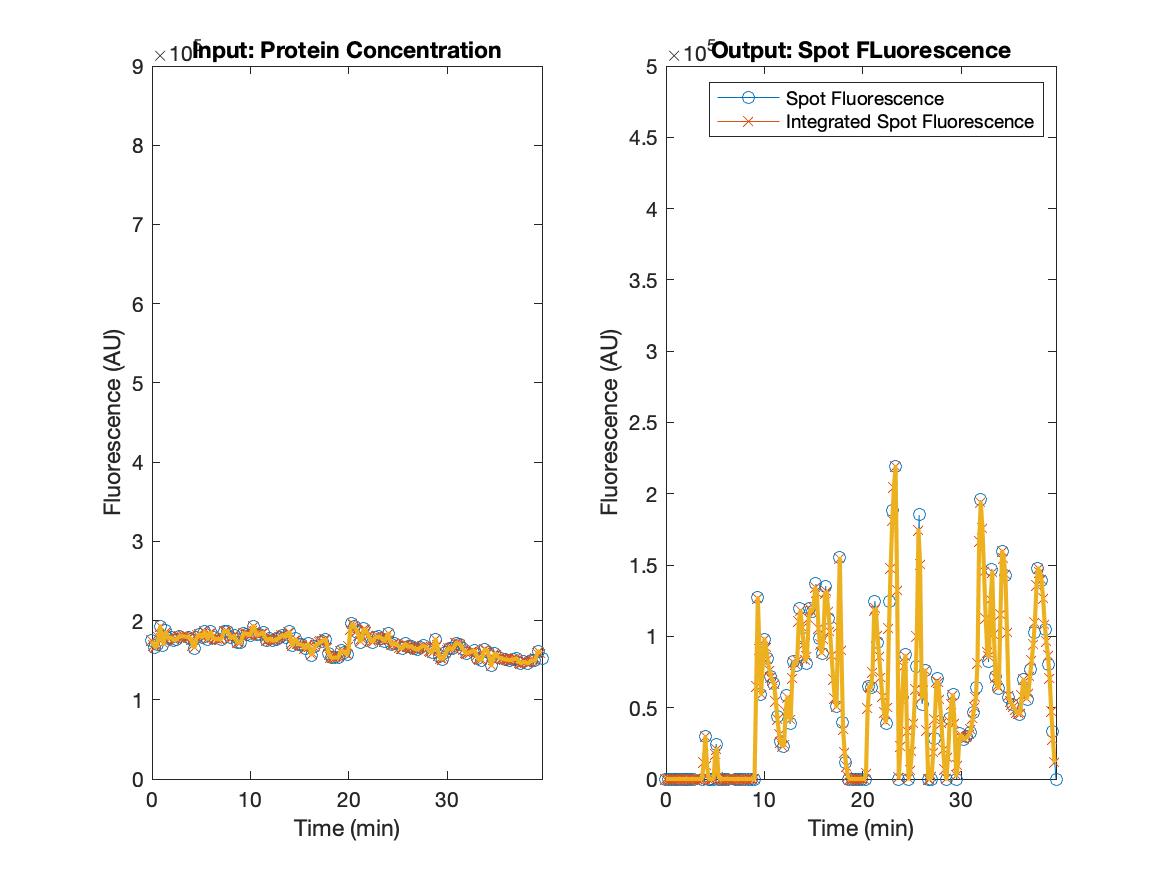 ×10⁵
Input: Protein Concentration
9
8
7
6
5
4
3
2
1
0
0 10 20 30
Fluorescence (AU)
Time (min)
×10⁵
Output: Spot FLuorescence
Spot Fluorescence
Integrated Spot Fluorescence
5
4.5
4
3.5
3
2.5
2
1.5
1
0.5
0
0 10 20 30
Fluorescence (AU)
Time (min)